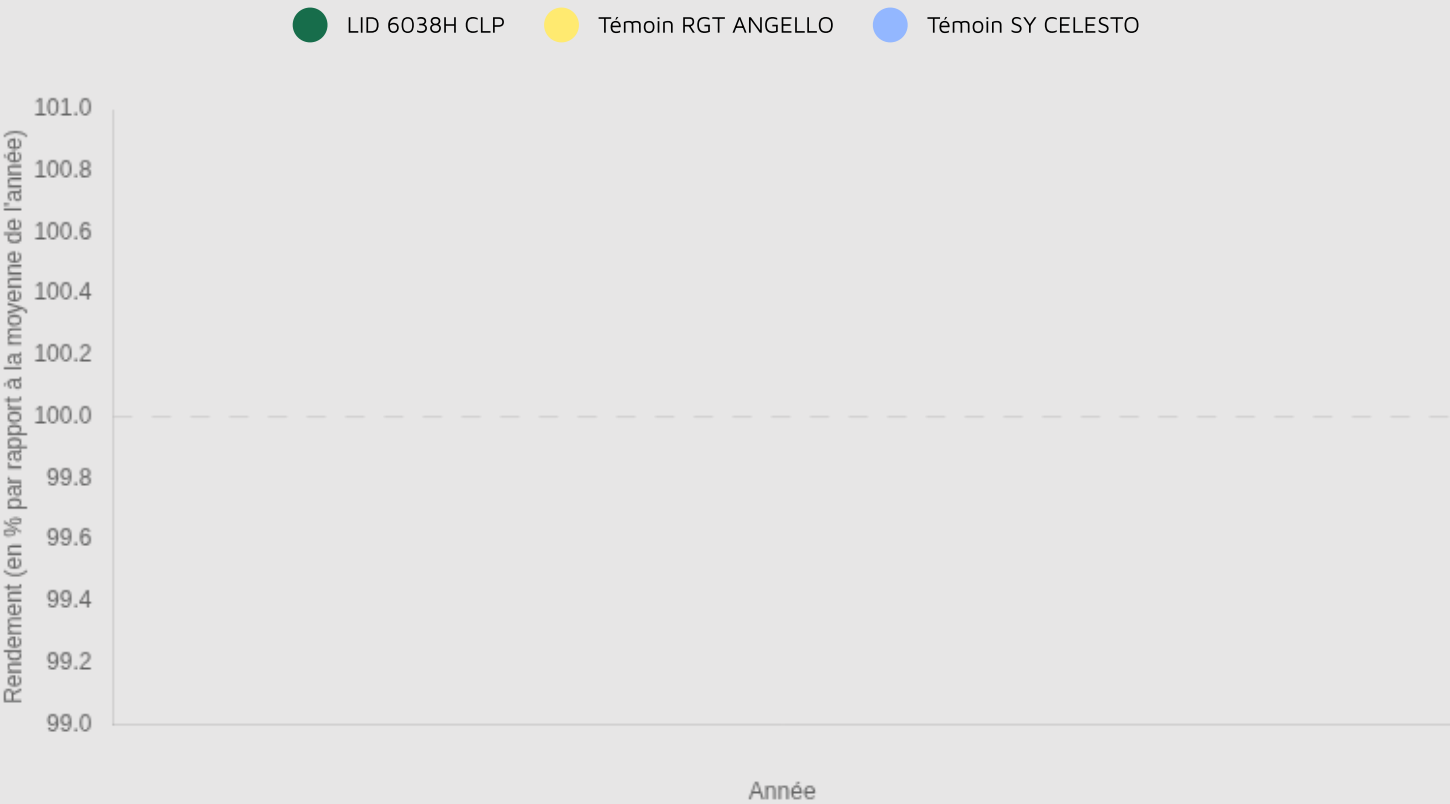 LID 6038H CLP
Témoin RGT ANGELLO
Témoin SY CELESTO
Rendement (en % par rapport à la moyenne de l'année)
101.0
100.8
100.6
100.4
100.2
100.0
99.8
99.6
99.4
99.2
99.0
Année